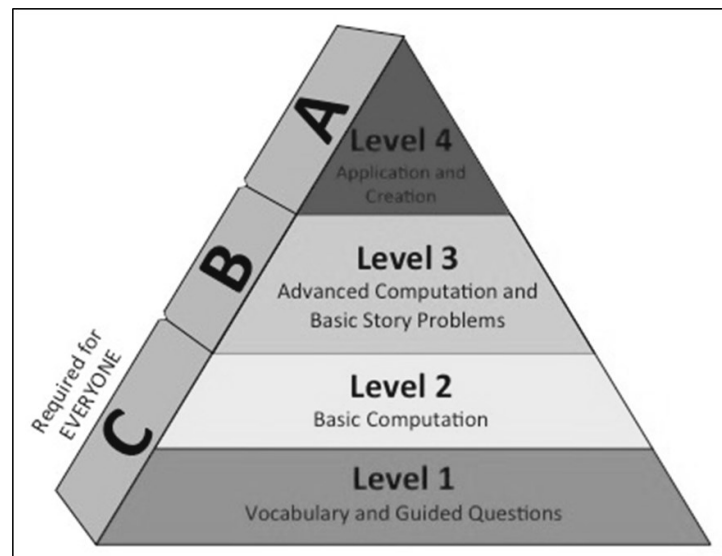 A
Level 4
Application and
Creation
B
Level 3
Advanced Computation and
Basic Story Problems
Required for
EVERYONE
C
Level 2
Basic Computation
Level 1
Vocabulary and Guided Questions